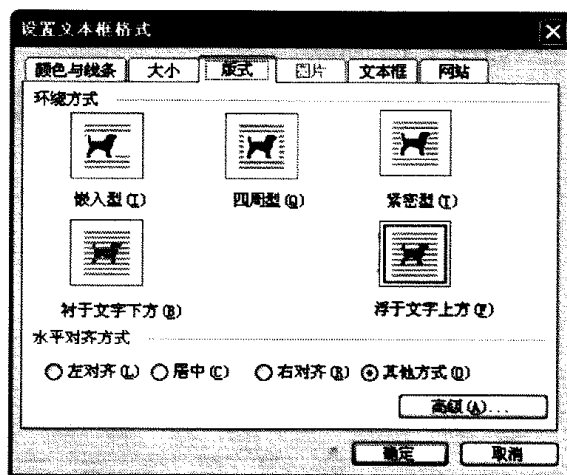 设置文本框格式
颜色与线条 大小 版式 图片 文本框 网站
环绕方式
嵌入型(I) 四周型(Q) 紧密型(T)
衬于文字下方(B) 浮于文字上方(F)
水平对齐方式
左对齐(L) 居中(C) 右对齐(R) 其他方式(O)
高级(A)...
确定 取消